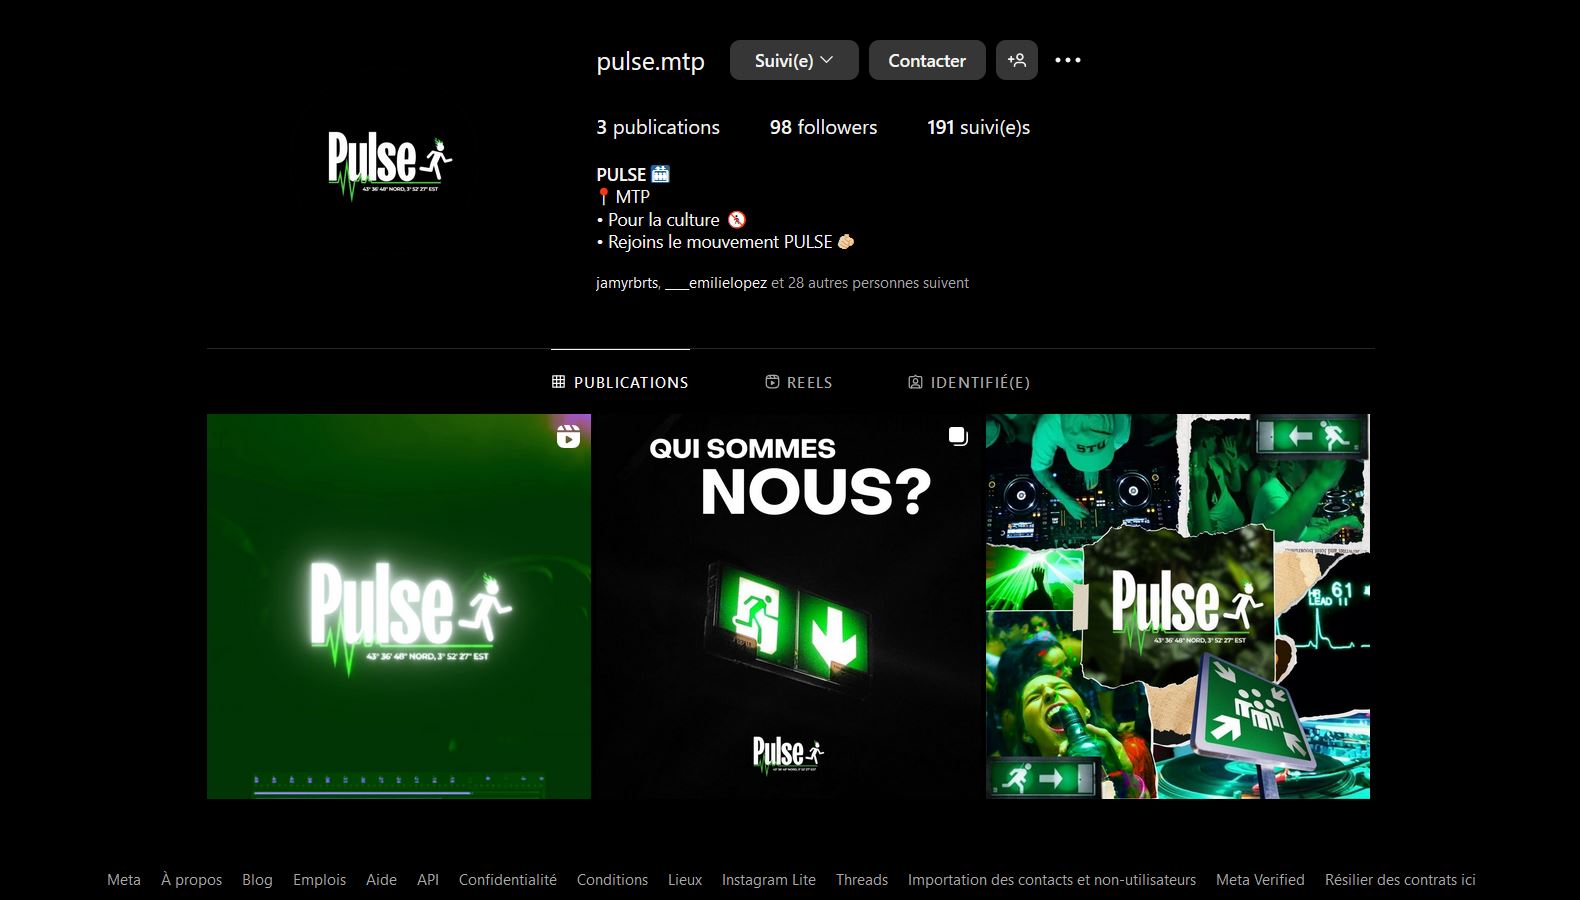 pulse.mtp
Suivi(e)
Contacter
3 publications
98 followers
191 suivi(e)s
Pulse
43° 36' 48" NORD, 3° 52' 27" EST
PULSE
MTP
• Pour la culture
• Rejoins le mouvement PULSE
jamyrbrts, ____emilielopez et 28 autres personnes suivent
PUBLICATIONS
REELS
IDENTIFIÉ(E)
Pulse
43° 36' 48" NORD, 3° 52' 27" EST
QUI SOMMES
NOUS?
Pulse
43° 36' 48" NORD, 3° 52' 27" EST
STU
HR 61
LEAD II
Pulse
43° 36' 48" NORD, 3° 52' 27" EST
Meta
À propos
Blog
Emplois
Aide
API
Confidentialité
Conditions
Lieux
Instagram Lite
Threads
Importation des contacts et non-utilisateurs
Meta Verified
Résilier des contrats ici